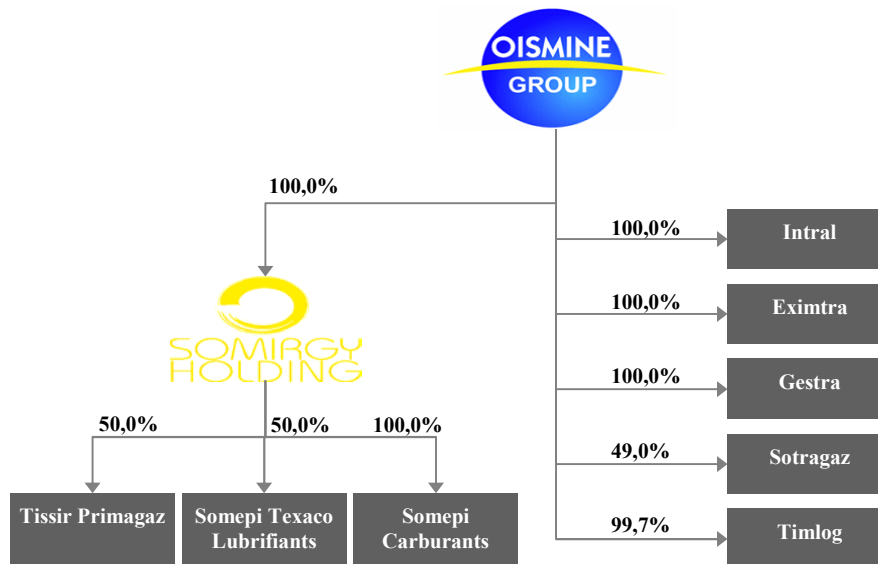 OISMINE
GROUP
100,0%
100,0%
Intral
100,0%
Eximtra
SOMIRGY
HOLDING
100,0%
Gestra
50,0%
50,0%
100,0%
49,0%
Sotragaz
Tissir Primagaz
Somepi Texaco
Lubrifiants
Somepi
Carburants
99,7%
Timlog